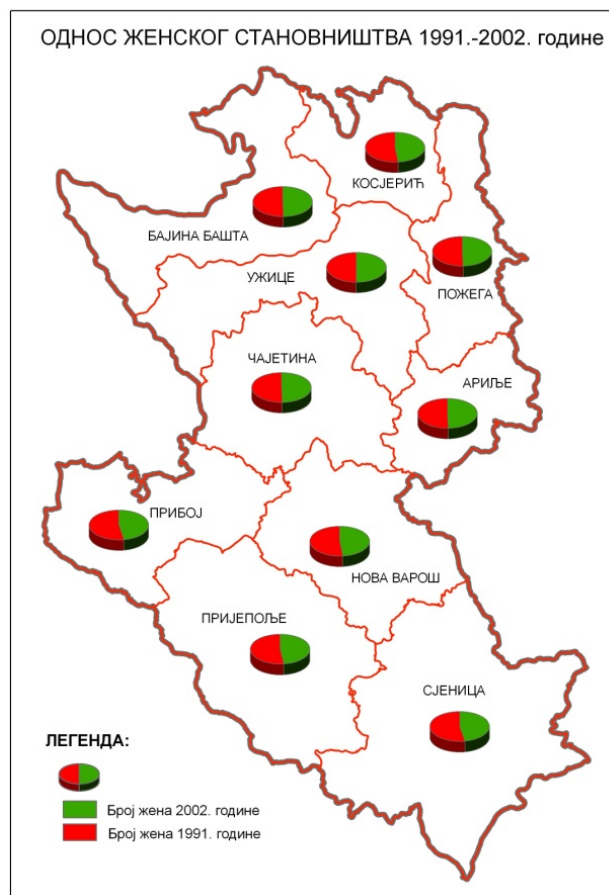 ОДНОС ЖЕНСКОГ СТАНОВНИШТВА 1991.-2002. године
КОСЈЕРИЋ
БАЈИНА БАШТА
УЖИЦЕ
ПОЖЕГА
ЧАЈЕТИНА
АРИЉЕ
ПРИБОЈ
НОВА ВАРОШ
ПРИЈЕПОЉЕ
СЈЕНИЦА
ЛЕГЕНДА:
Број жена 2002. године
Број жена 1991. године